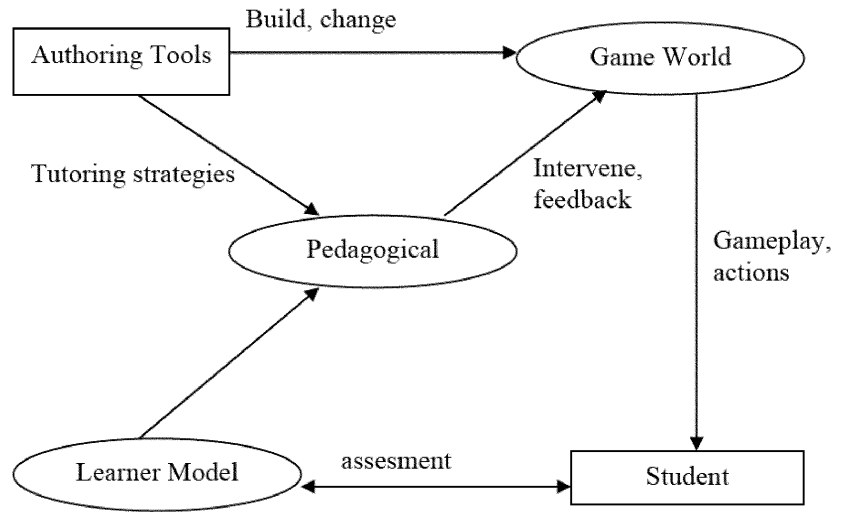 Build, change
Authoring Tools
Game World
Tutoring strategies
Intervene,
feedback
Pedagogical
Gameplay,
actions
Learner Model
assesment
Student